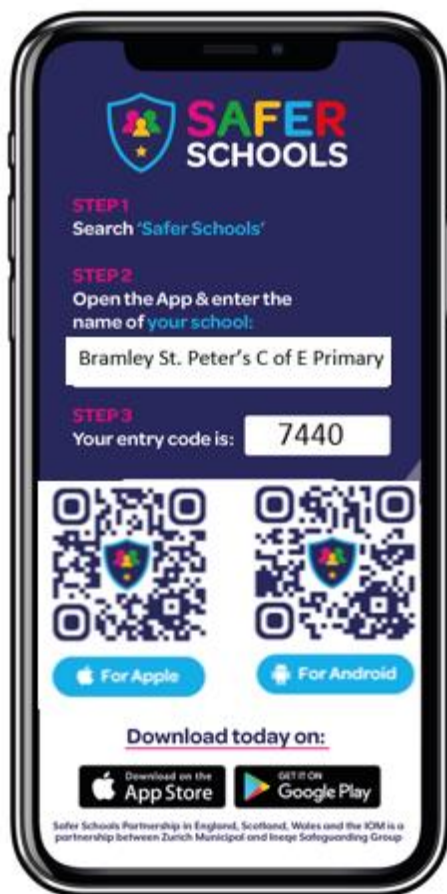 SAFER
SCHOOLS
STEP 1
Search 'Safer Schools'
STEP 2
Open the App & enter the
name of your school:
Bramley St. Peter's C of E Primary
STEP 3
Your entry code is: 7440
For Apple For Android
Download today on:
Download on the
App Store
GET IT ON
Google Play
Safer Schools Partnership in England, Scotland, Wales and the IOM is a
partnership between Zurich Municipal and Ineqe Safeguarding Group